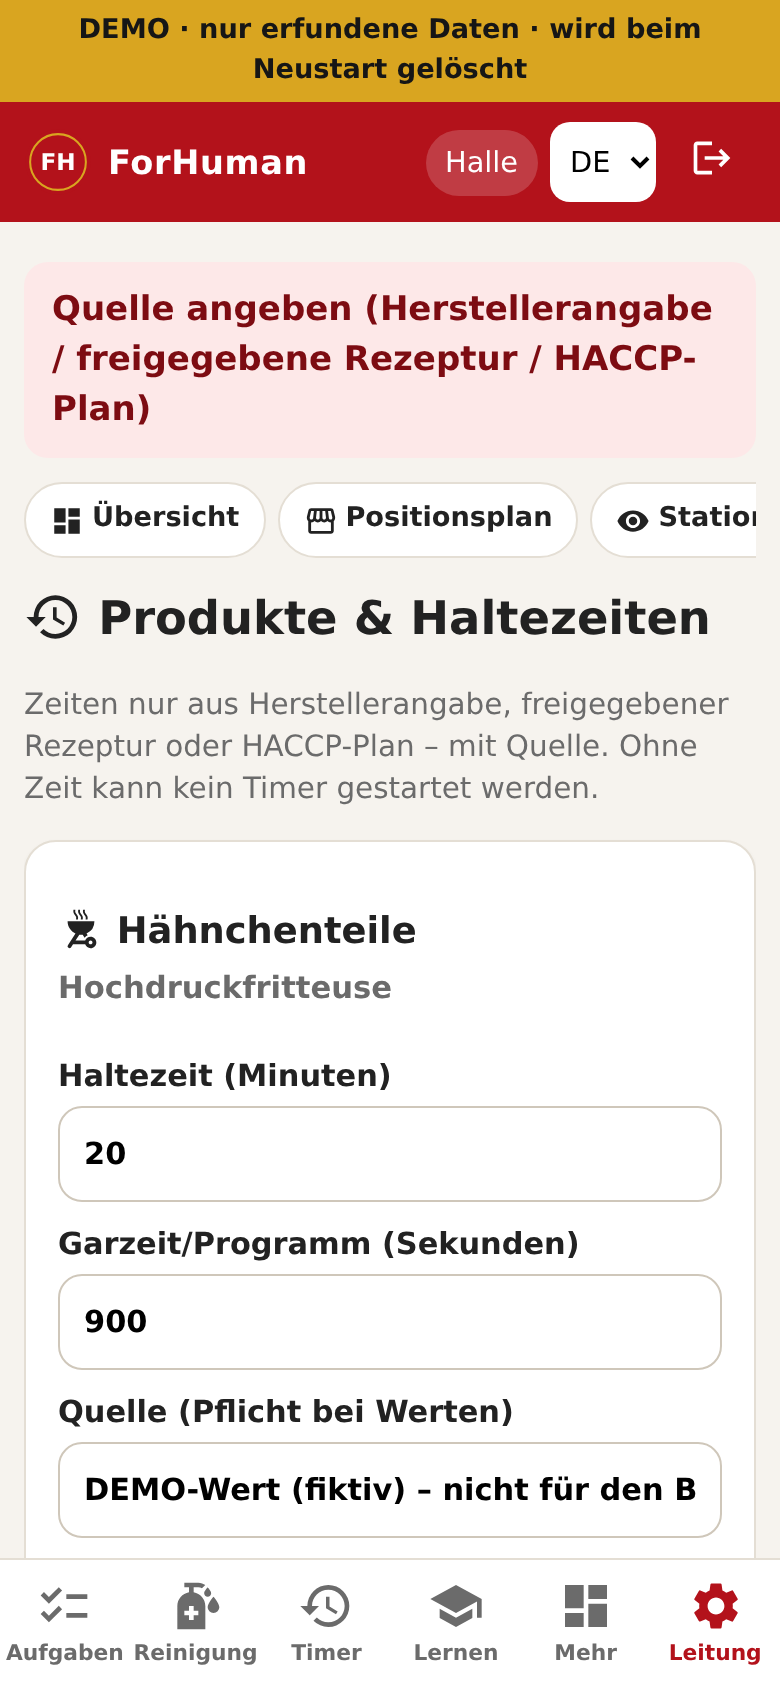 DEMO · nur erfundene Daten · wird beim
Neustart gelöscht
FH ForHuman Halle DE
Quelle angeben (Herstellerangabe
/ freigegebene Rezeptur / HACCP-
Plan)
Übersicht Positionsplan Station
Produkte & Haltezeiten
Zeiten nur aus Herstellerangabe, freigegebener
Rezeptur oder HACCP-Plan – mit Quelle. Ohne
Zeit kann kein Timer gestartet werden.
Hähnchenteile
Hochdruckfritteuse
Haltezeit (Minuten)
20
Garzeit/Programm (Sekunden)
900
Quelle (Pflicht bei Werten)
DEMO-Wert (fiktiv) – nicht für den B
Aufgaben Reinigung Timer Lernen Mehr Leitung